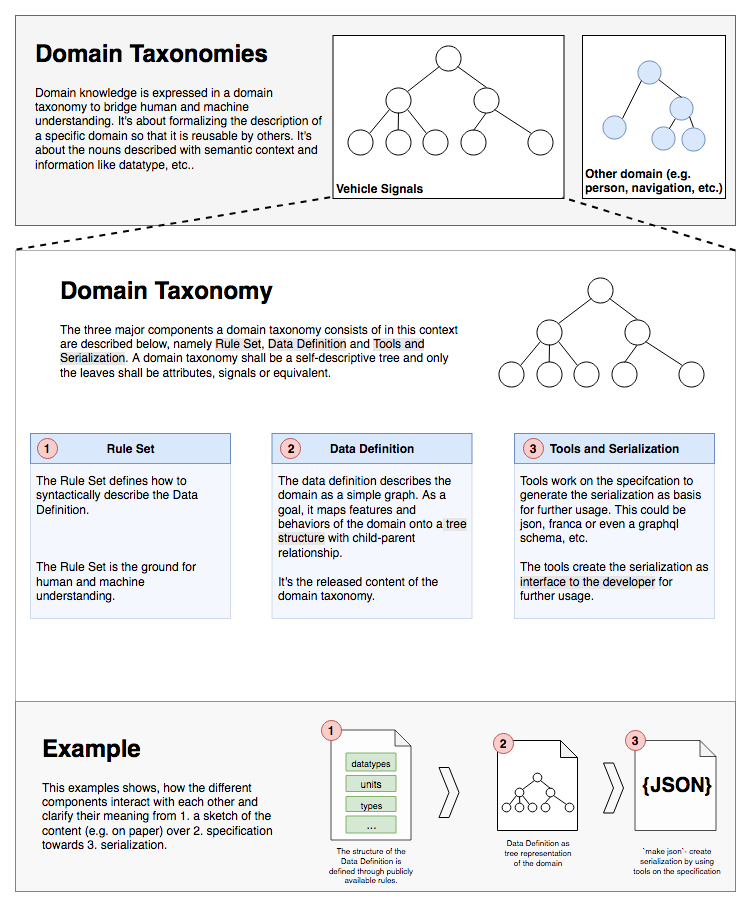 Domain Taxonomies
Domain knowledge is expressed in a domain
taxonomy to bridge human and machine
understanding. It's about formalizing the description of
a specific domain so that it is reusable by others. It's
about the nouns described with semantic context and
information like datatype, etc..
Vehicle Signals
Other domain (e.g.
person, navigation, etc.)
Domain Taxonomy
The three major components a domain taxonomy consists of in this context
are described below, namely Rule Set, Data Definition and Tools and
Serialization. A domain taxonomy shall be a self-descriptive tree and only
the leaves shall be attributes, signals or equivalent.
1
Rule Set
The Rule Set defines how to
syntactically describe the Data
Definition.
The Rule Set is the ground for
human and machine
understanding.
2
Data Definition
The data definition describes the
domain as a simple graph. As a
goal, it maps features and
behaviors of the domain onto a tree
structure with child-parent
relationship.
It's the released content of the
domain taxonomy.
3
Tools and Serialization
Tools work on the specifcation to
generate the serialization as basis
for further usage. This could be
json, franca or even a graphql
schema, etc.
The tools create the serialization as
interface to the developer for
further usage.
Example
This examples shows, how the different
components interact with each other and
clarify their meaning from 1. a sketch of the
content (e.g. on paper) over 2. specification
towards 3. serialization.
1
datatypes
units
types
...
The structure of the
Data Definition is
defined through publicly
available rules.
2
Data Definition as
tree representation
of the domain
3
{JSON}
`make json`- create
serialization by using
tools on the specification